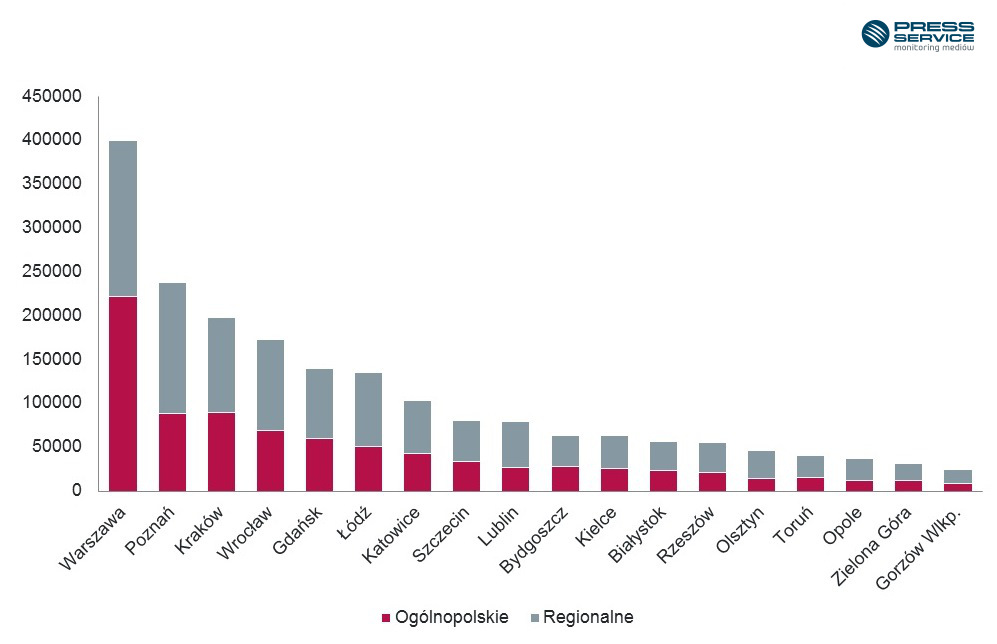 PRESS
SERVICE
monitoring mediów
450000
400000
350000
300000
250000
200000
150000
100000
50000
0
Warszawa
Poznań
Kraków
Wrocław
Gdańsk
Łódź
Katowice
Szczecin
Lublin
Bydgoszcz
Kielce
Białystok
Rzeszów
Olsztyn
Toruń
Opole
Zielona Góra
Gorzów Wlkp.
Ogólnopolskie Regionalne